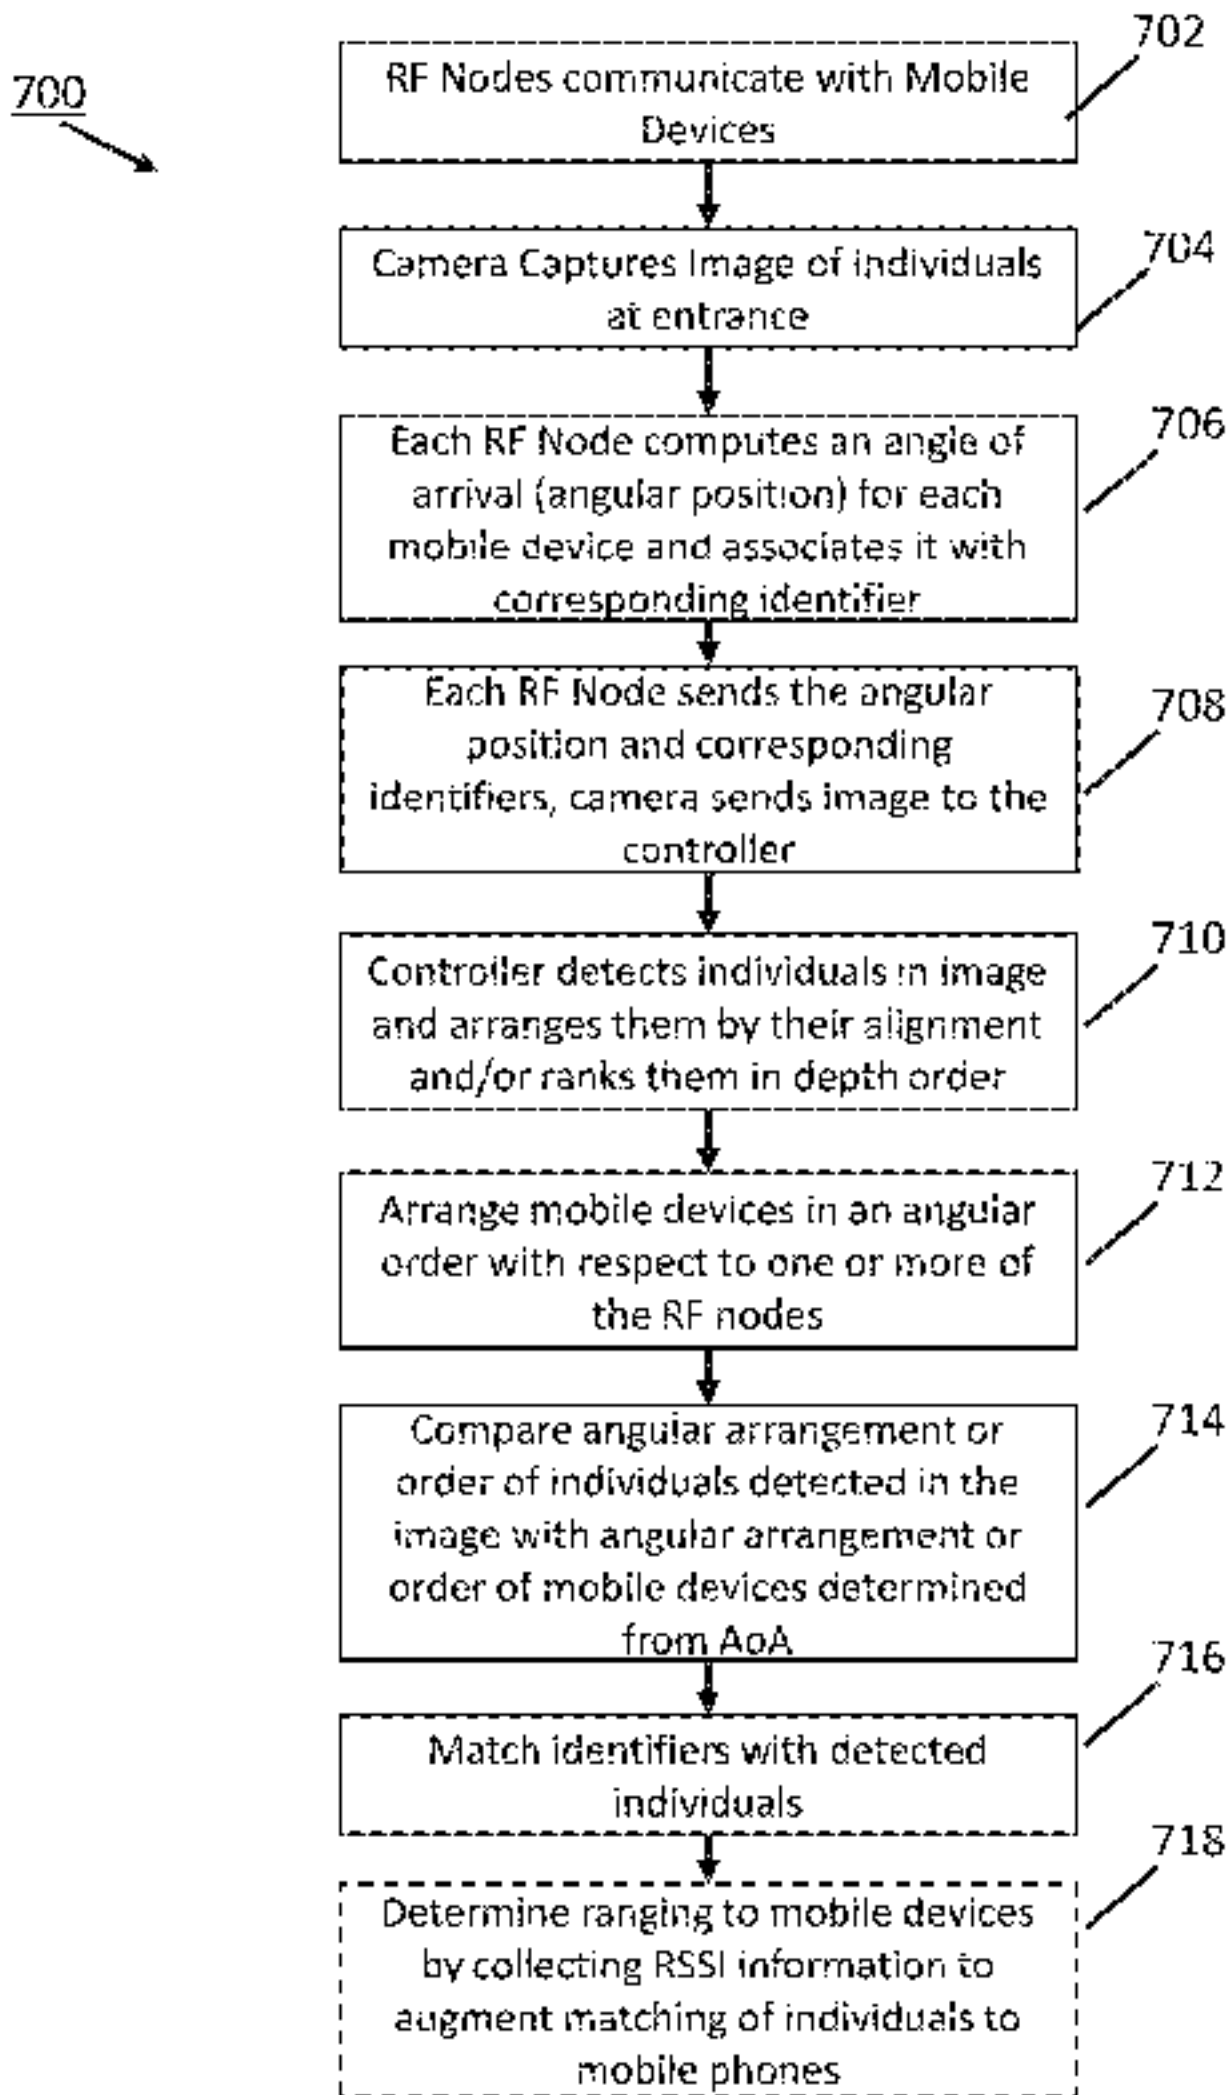 700
702
RF Nodes communicate with Mobile
Devices
704
Camera Captures Image of individuals
at entrance
706
Each RF Node computes an angle of
arrival (angular position) for each
mobile device and associates it with
corresponding identifier
708
Each RF Node sends the angular
position and corresponding
identifiers, camera sends image to the
controller
710
Controller detects individuals in image
and arranges them by their alignment
and/or ranks them in depth order
712
Arrange mobile devices in an angular
order with respect to one or more of
the RF nodes
714
Compare angular arrangement or
order of individuals detected in the
image with angular arrangement or
order of mobile devices determined
from AoA
716
Match identifiers with detected
individuals
718
Determine ranging to mobile devices
by collecting RSSI information to
augment matching of individuals to
mobile phones